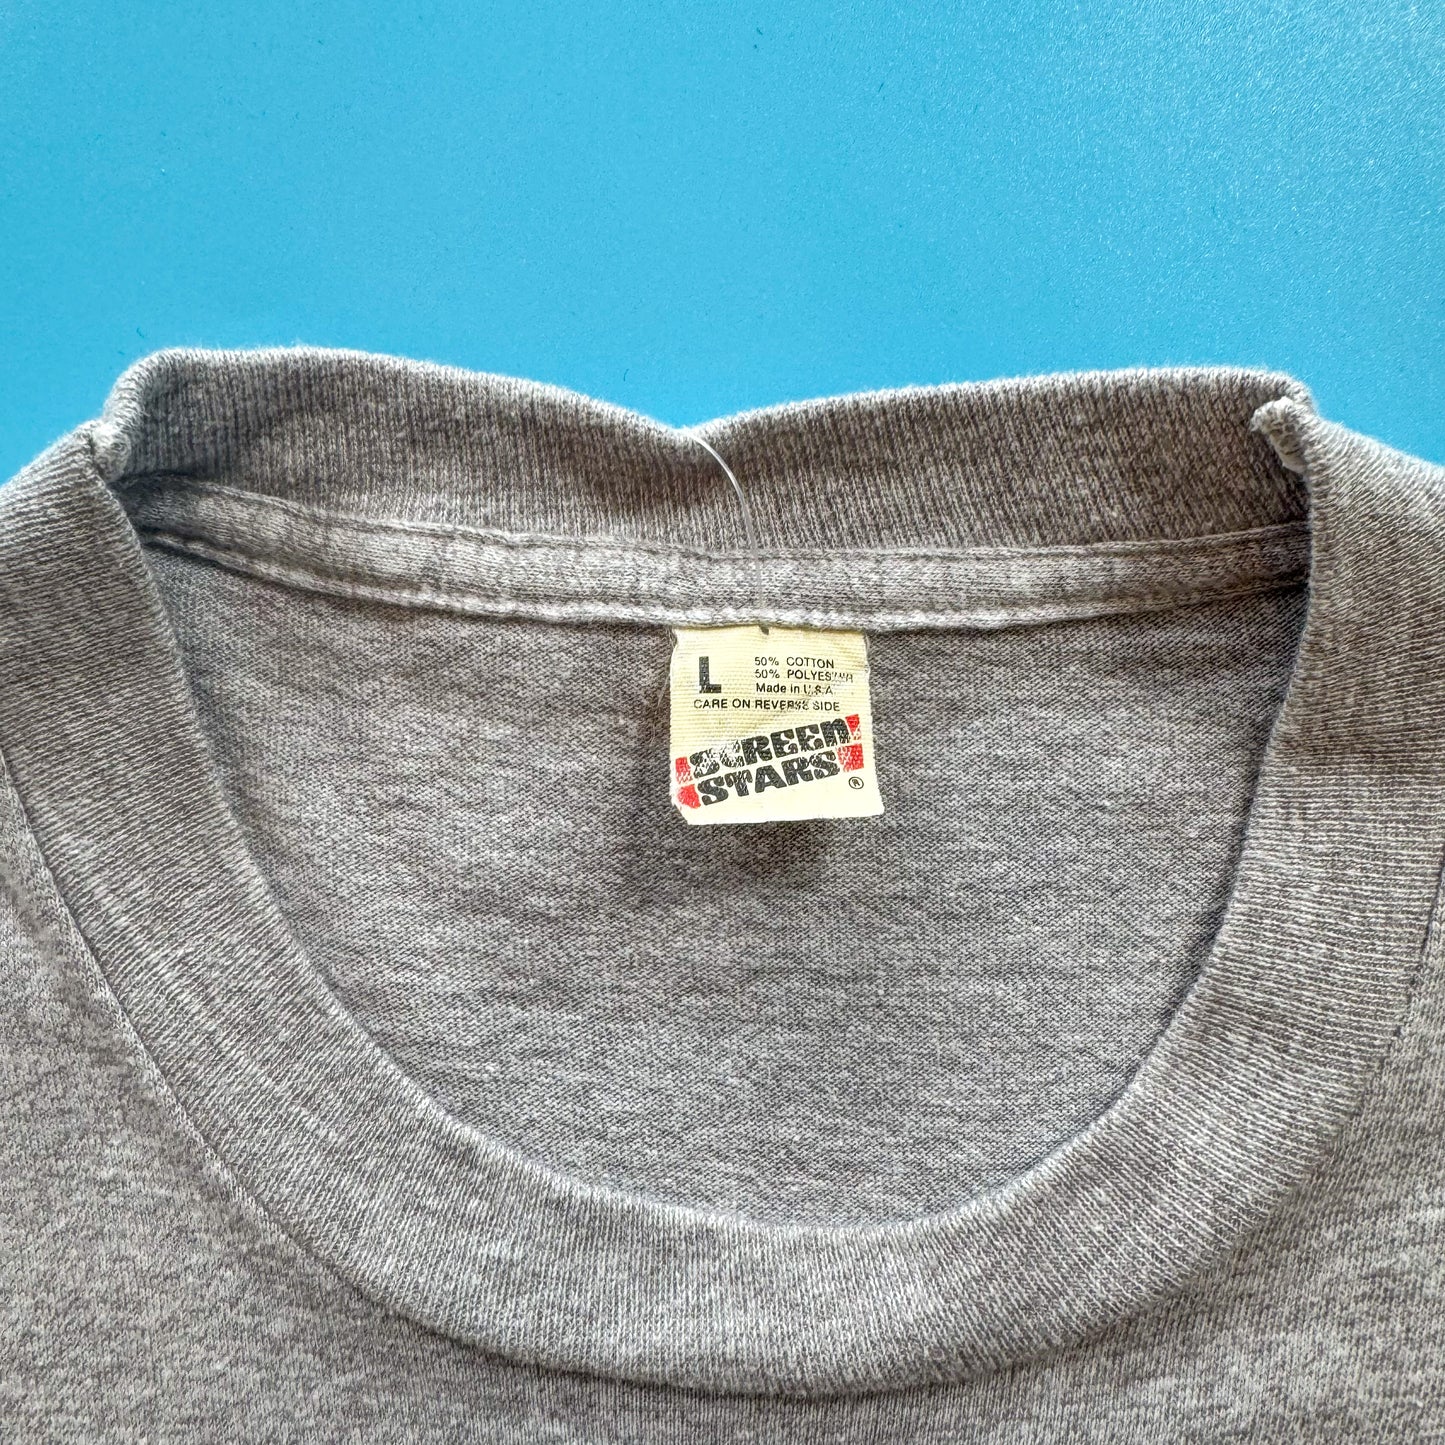 L
50% COTTON
50% POLYESTER
Made in U.S.A.
CARE ON REVERSE SIDE
SCREEN
STARS
®